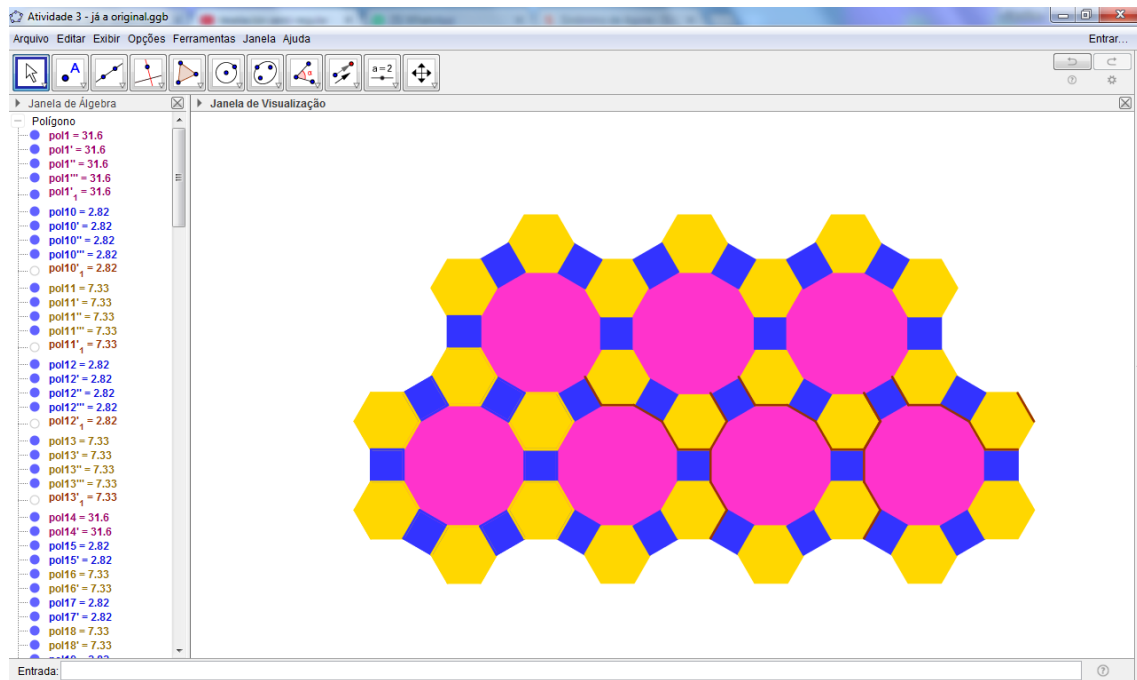 Atividade 3 - já a original.ggb
Arquivo Editar Exibir Opções Ferramentas Janela Ajuda
Entrar...
A
α
a=2
Janela de Álgebra
Janela de Visualização
Polígono
pol1 = 31.6
pol1' = 31.6
pol1'' = 31.6
pol1''' = 31.6
pol1'₁ = 31.6
pol10 = 2.82
pol10' = 2.82
pol10'' = 2.82
pol10''' = 2.82
pol10'₁ = 2.82
pol11 = 7.33
pol11' = 7.33
pol11'' = 7.33
pol11''' = 7.33
pol11'₁ = 7.33
pol12 = 2.82
pol12' = 2.82
pol12'' = 2.82
pol12''' = 2.82
pol12'₁ = 2.82
pol13 = 7.33
pol13' = 7.33
pol13'' = 7.33
pol13''' = 7.33
pol13'₁ = 7.33
pol14 = 31.6
pol14' = 31.6
pol15 = 2.82
pol15' = 2.82
pol16 = 7.33
pol16' = 7.33
pol17 = 2.82
pol17' = 2.82
pol18 = 7.33
pol18' = 7.33
Entrada: